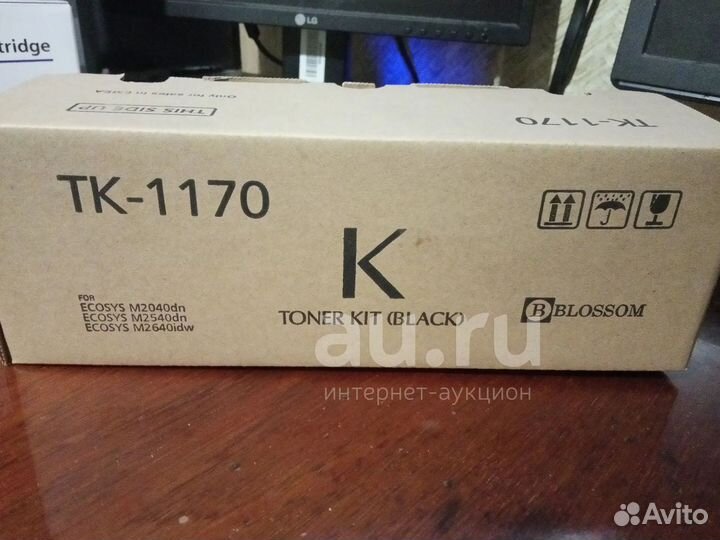 tridge
LG
Only for sales in EMEA
THIS SIDE UP
TK-1170
TK-1170
K
TONER KIT (BLACK)
FOR
ECOSYS M2040dn
ECOSYS M2540dn
ECOSYS M2640idw
B BLOSSOM
au.ru
интернет-аукцион
Avito